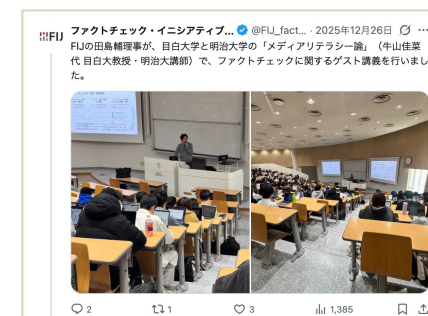 FIJ ファクトチェック・イニシアティブ... @FIJ_fact... · 2025年12月26日
FIJの田島輔理事が、目白大学と明治大学の「メディアリテラシー論」（牛山佳菜
代 目白大教授・明治大講師）で、ファクトチェックに関するゲスト講義を行いまし
た。
2 1 3 1,385